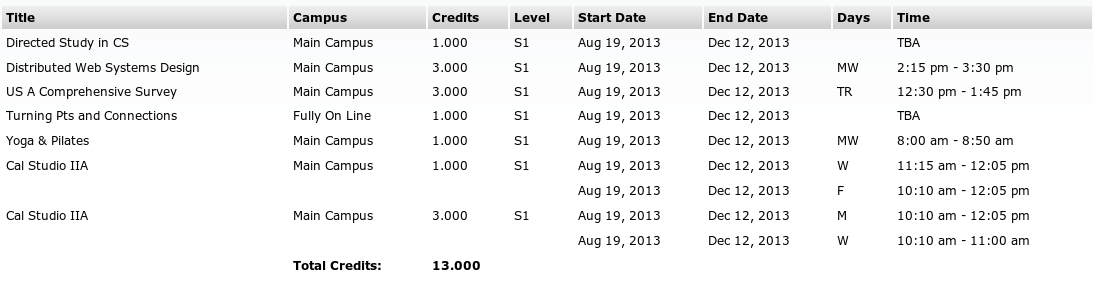 Title Campus Credits Level Start Date End Date Days Time
Directed Study in CS Main Campus 1.000 S1 Aug 19, 2013 Dec 12, 2013 TBA
Distributed Web Systems Design Main Campus 3.000 S1 Aug 19, 2013 Dec 12, 2013 MW 2:15 pm - 3:30 pm
US A Comprehensive Survey Main Campus 3.000 S1 Aug 19, 2013 Dec 12, 2013 TR 12:30 pm - 1:45 pm
Turning Pts and Connections Fully On Line 1.000 S1 Aug 19, 2013 Dec 12, 2013 TBA
Yoga & Pilates Main Campus 1.000 S1 Aug 19, 2013 Dec 12, 2013 MW 8:00 am - 8:50 am
Cal Studio IIA Main Campus 1.000 S1 Aug 19, 2013 Dec 12, 2013 W 11:15 am - 12:05 pm
Aug 19, 2013 Dec 12, 2013 F 10:10 am - 12:05 pm
Cal Studio IIA Main Campus 3.000 S1 Aug 19, 2013 Dec 12, 2013 M 10:10 am - 12:05 pm
Aug 19, 2013 Dec 12, 2013 W 10:10 am - 11:00 am
Total Credits: 13.000